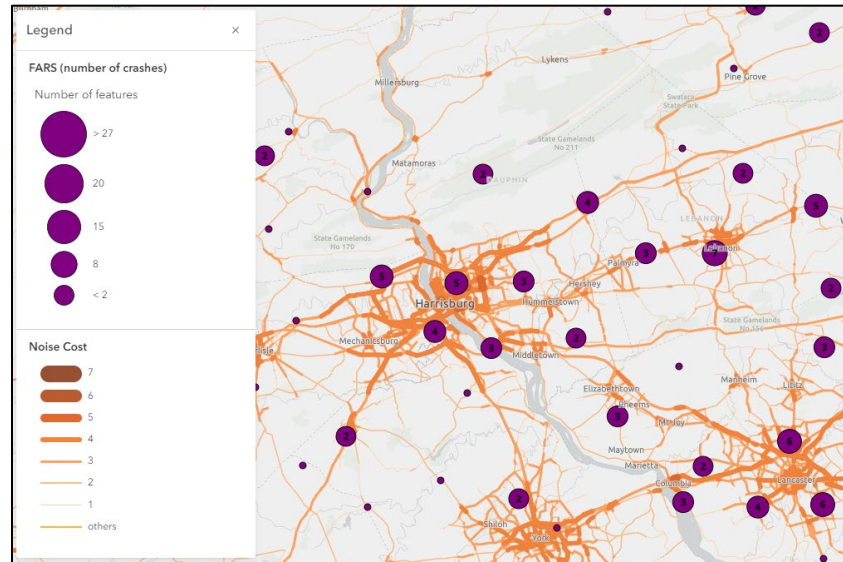 Legend
×
FARS (number of crashes)
Number of features
> 27
20
15
8
< 2
Noise Cost
7
6
5
4
3
2
1
others
2
Lykens
Pine Grove
Millersburg
Swatara
State Park
State Gamelands
No 211
2
Matamoras
2
DAUPHIN
2
4
5
LEBANON
State Gamelands
No 170
Lebanon
7
3
Palmyra
5
5
3
Hershey
2
Harrisburg
Hummelstown
State Gamelands
No 156
4
Mechanicsburg
3
2
3
Middletown
Elizabethtown
Manheim
Lititz
Rheems
3
Mt Joy
2
6
Maytown
Marietta
2
Columbia
Lancaster
2
3
4
6
Shiloh
York